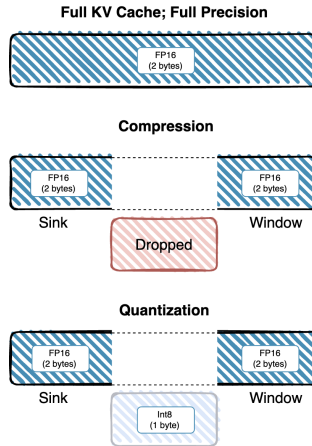 Full KV Cache; Full Precision
FP16
(2 bytes)
Compression
FP16
(2 bytes)
FP16
(2 bytes)
Sink
Window
Dropped
Quantization
FP16
(2 bytes)
FP16
(2 bytes)
Sink
Window
Int8
(1 byte)